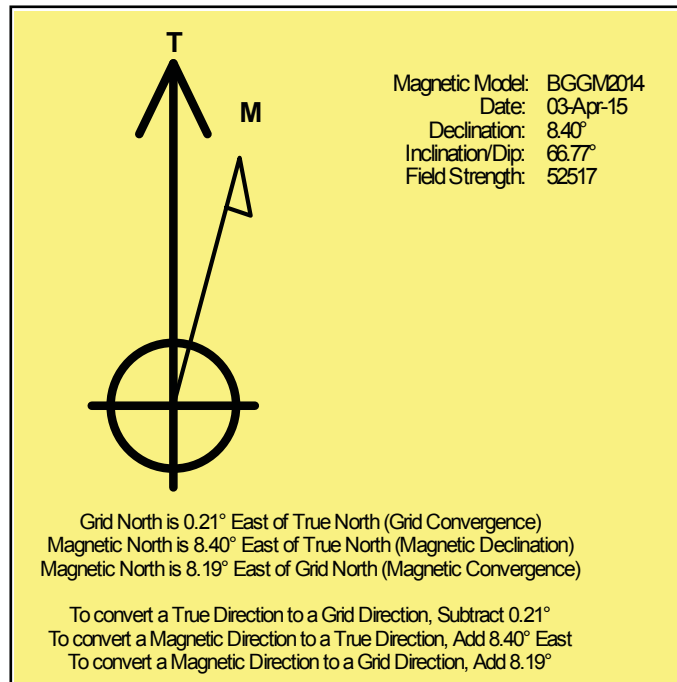 T
M
Magnetic Model: BGGM2014
Date: 03-Apr-15
Declination: 8.40°
Inclination/Dip: 66.77°
Field Strength: 52517
Grid North is 0.21° East of True North (Grid Convergence)
Magnetic North is 8.40° East of True North (Magnetic Declination)
Magnetic North is 8.19° East of Grid North (Magnetic Convergence)
To convert a True Direction to a Grid Direction, Subtract 0.21°
To convert a Magnetic Direction to a True Direction, Add 8.40° East
To convert a Magnetic Direction to a Grid Direction, Add 8.19°